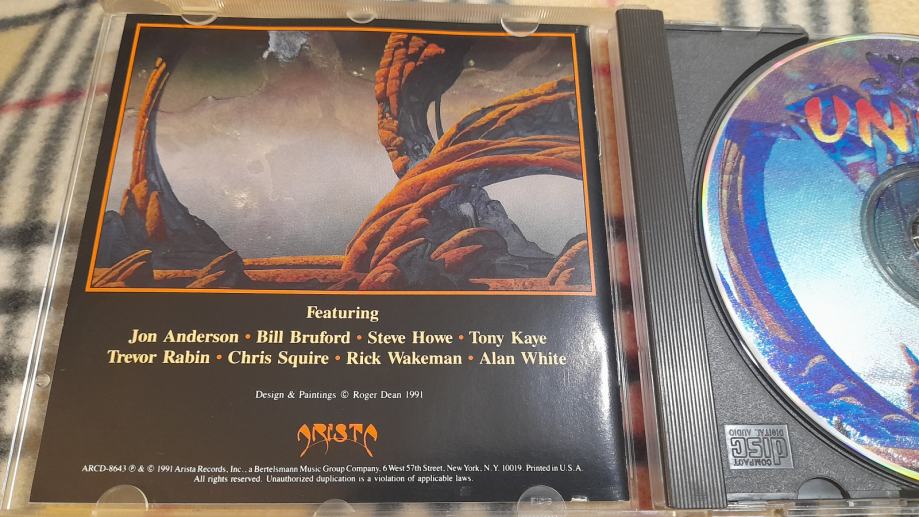 Featuring
Jon Anderson • Bill Bruford • Steve Howe • Tony Kaye
Trevor Rabin • Chris Squire • Rick Wakeman • Alan White
Design & Paintings © Roger Dean 1991
ARISTA
ARCD-8643 ℗ & © 1991 Arista Records, Inc., a Bertelsmann Music Group Company, 6 West 57th Street, New York, N.Y. 10019. Printed in U.S.A.
All rights reserved. Unauthorized duplication is a violation of applicable laws.
UN
COMPACT
disc
DIGITAL AUDIO